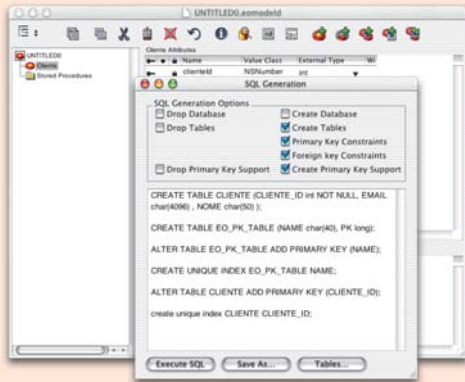 UNTITLED0.eomodeld
UNTITLED0
Cliente
Stored Procedures
Cliente Attributes
Name Value Class External Type Wi
clienteId NSNumber int
SQL Generation
SQL Generation Options
Drop Database Create Database
Drop Tables Create Tables
Primary Key Constraints
Foreign key Constraints
Drop Primary Key Support Create Primary Key Support
CREATE TABLE CLIENTE (CLIENTE_ID int NOT NULL, EMAIL
char(4096) , NOME char(50) );
CREATE TABLE EO_PK_TABLE (NAME char(40), PK long);
ALTER TABLE EO_PK_TABLE ADD PRIMARY KEY (NAME);
CREATE UNIQUE INDEX EO_PK_TABLE NAME;
ALTER TABLE CLIENTE ADD PRIMARY KEY (CLIENTE_ID);
create unique index CLIENTE CLIENTE_ID;
Execute SQL Save As... Tables...